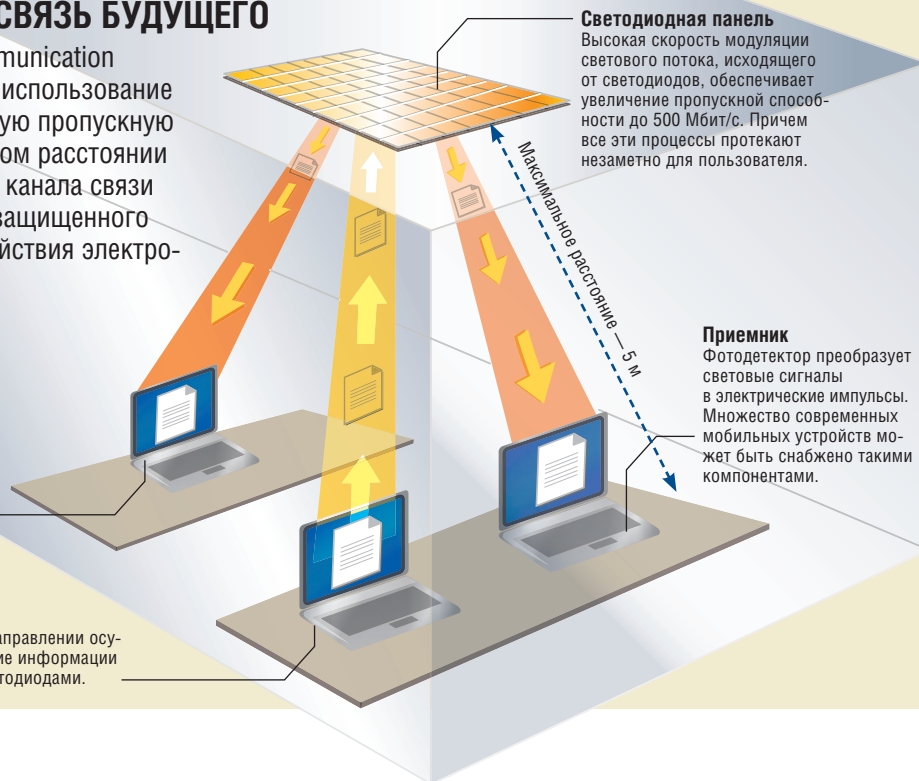 СВЯЗЬ БУДУЩЕГО
munication
использование
ую пропускную
ом расстоянии
канала связи
защищенного
йствия электро-
Светодиодная панель
Высокая скорость модуляции
светового потока, исходящего
от светодиодов, обеспечивает
увеличение пропускной способ-
ности до 500 Мбит/с. Причем
все эти процессы протекают
незаметно для пользователя.
Максимальное расстояние — 5 м
Приемник
Фотодетектор преобразует
световые сигналы
в электрические импульсы.
Множество современных
мобильных устройств мо-
жет быть снабжено такими
компонентами.
аправлении осу-
ие информации
тодиодами.